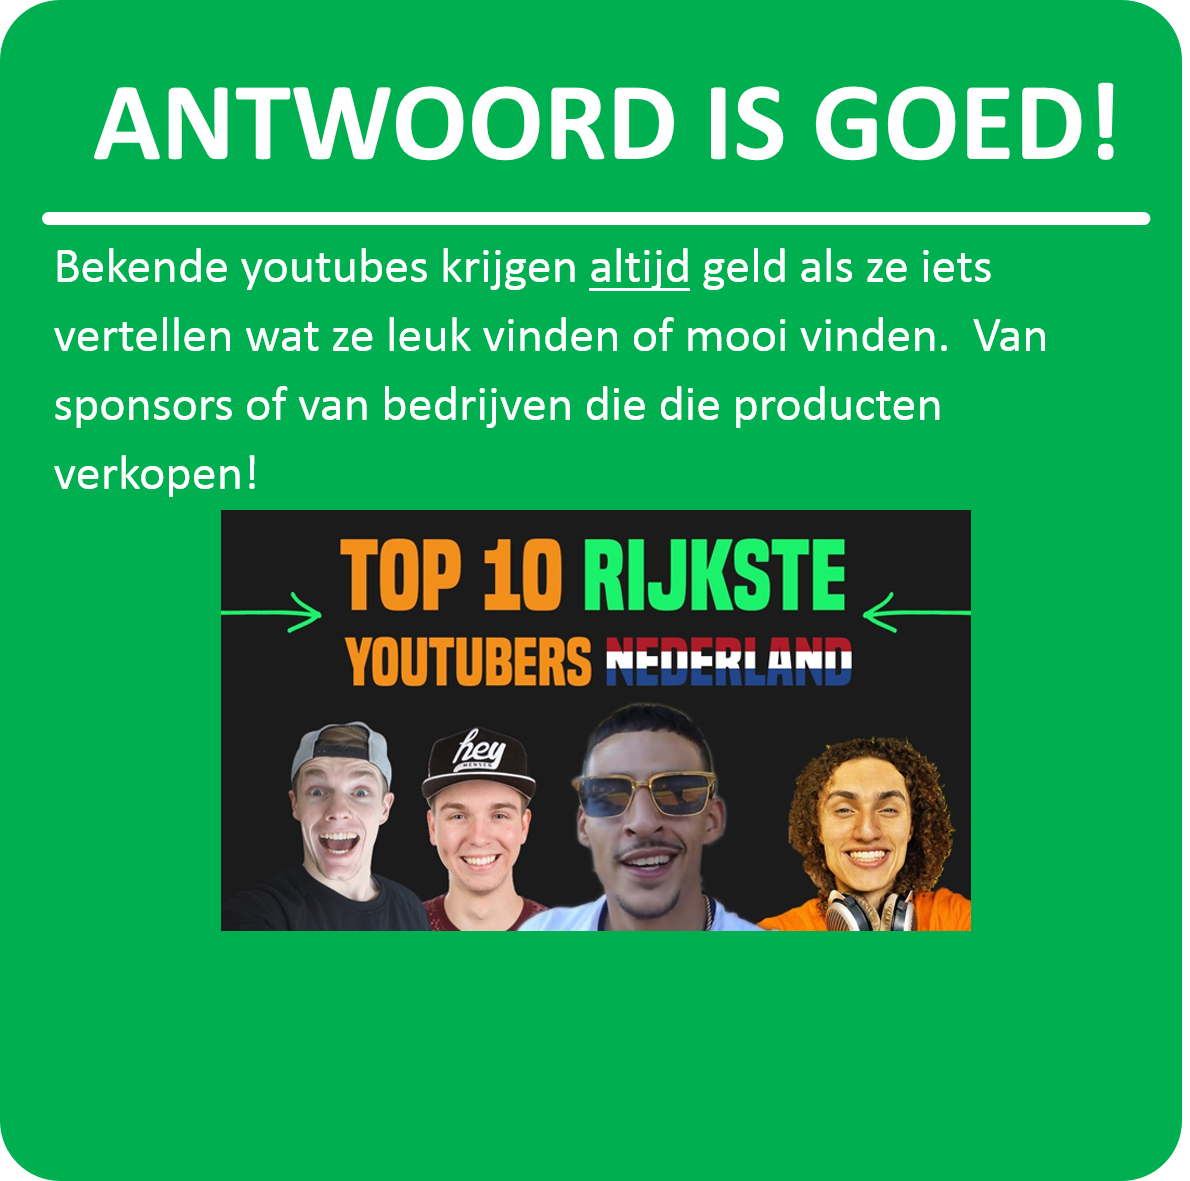 ANTWOORD IS GOED!
Bekende youtubes krijgen altijd geld als ze iets
vertellen wat ze leuk vinden of mooi vinden.  Van
sponsors of van bedrijven die die producten
verkopen!
TOP 10 RIJKSTE
YOUTUBERS NEDERLAND
hey
MENSEN